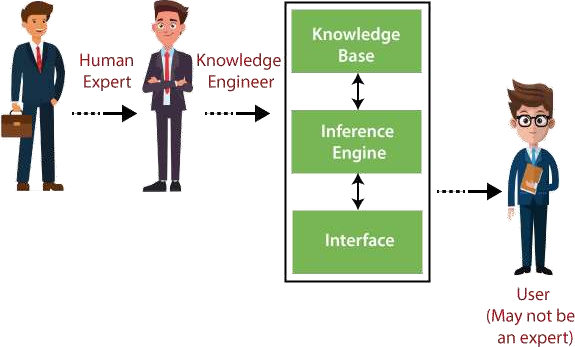 Human
Expert
Knowledge
Engineer
Knowledge
Base
Inference
Engine
Interface
User
(May not be
an expert)